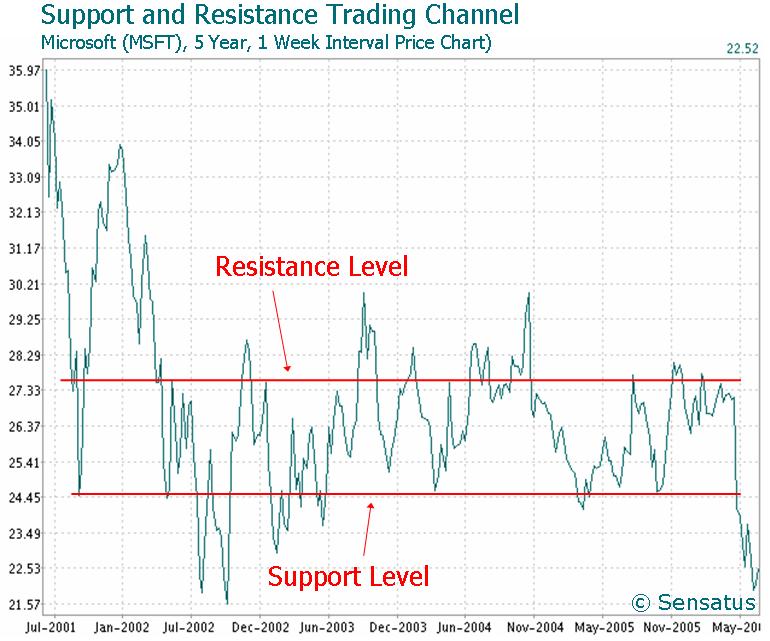 Support and Resistance Trading Channel
Microsoft (MSFT), 5 Year, 1 Week Interval Price Chart)
22.52
35.97
35.01
34.05
33.09
32.13
31.17
30.21
29.25
28.29
27.33
26.37
25.41
24.45
23.49
22.53
21.57
Resistance Level
Support Level
© Sensatus
Jul-2001 Jan-2002 Jul-2002 Dec-2002 Jun-2003 Dec-2003 Jun-2004 Nov-2004 May-2005 Nov-2005 May-20